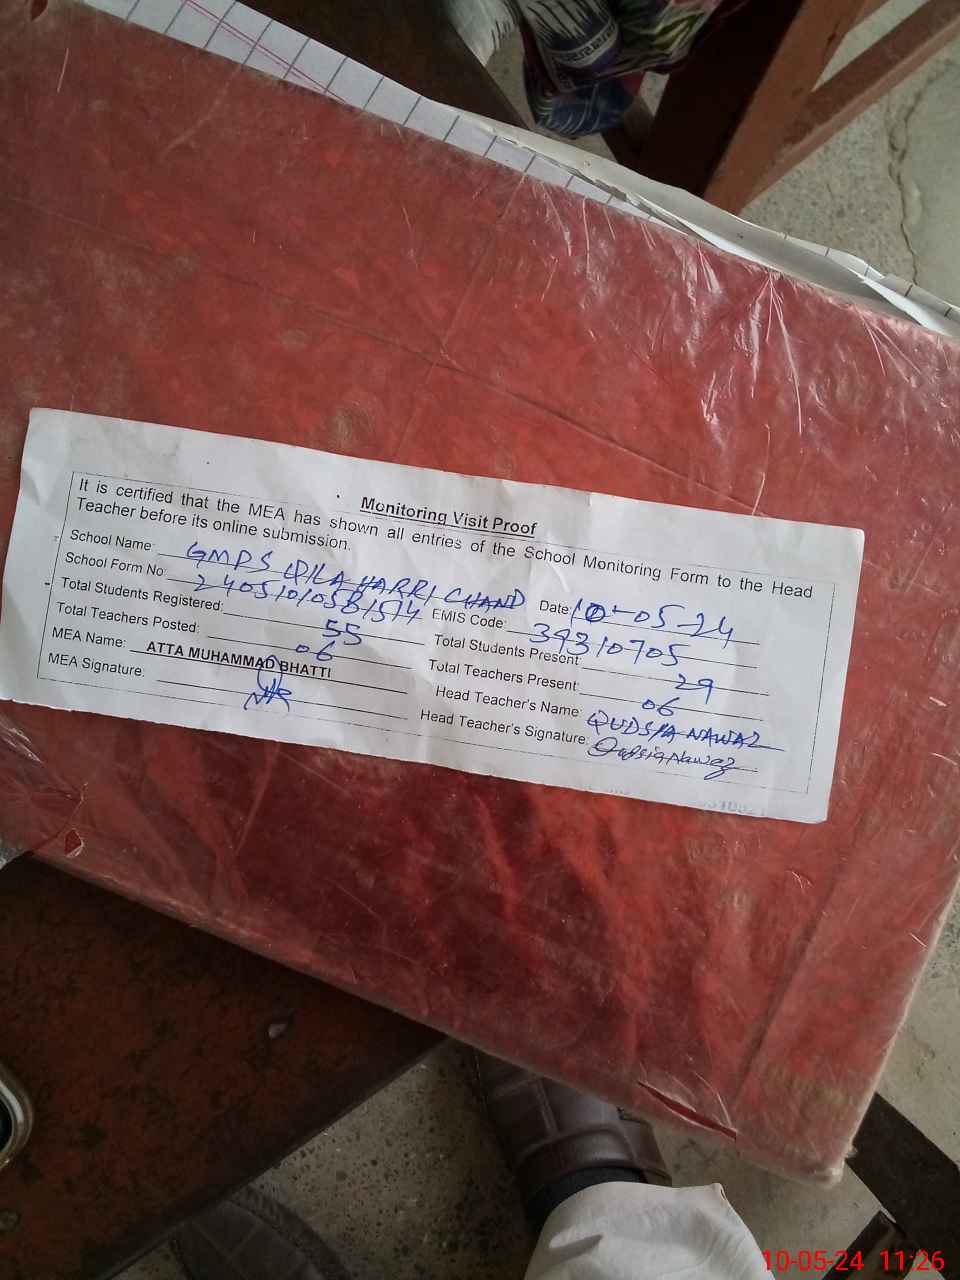 Monitoring Visit Proof
It is certified that the MEA has shown all entries of the School Monitoring Form to the Head
Teacher before its online submission.
School Name: GMPS QILA HARRI CHAND Date: 10-05-24
School Form No: EMIS Code: 39310705
Total Students Registered: 55 Total Students Present: 29
Total Teachers Posted: 06 Total Teachers Present: 06
MEA Name: ATTA MUHAMMAD BHATTI Head Teacher's Name: QUDSIA NAWAZ
MEA Signature: Head Teacher's Signature: Qudsia Nawaz
10-05-24 11:26